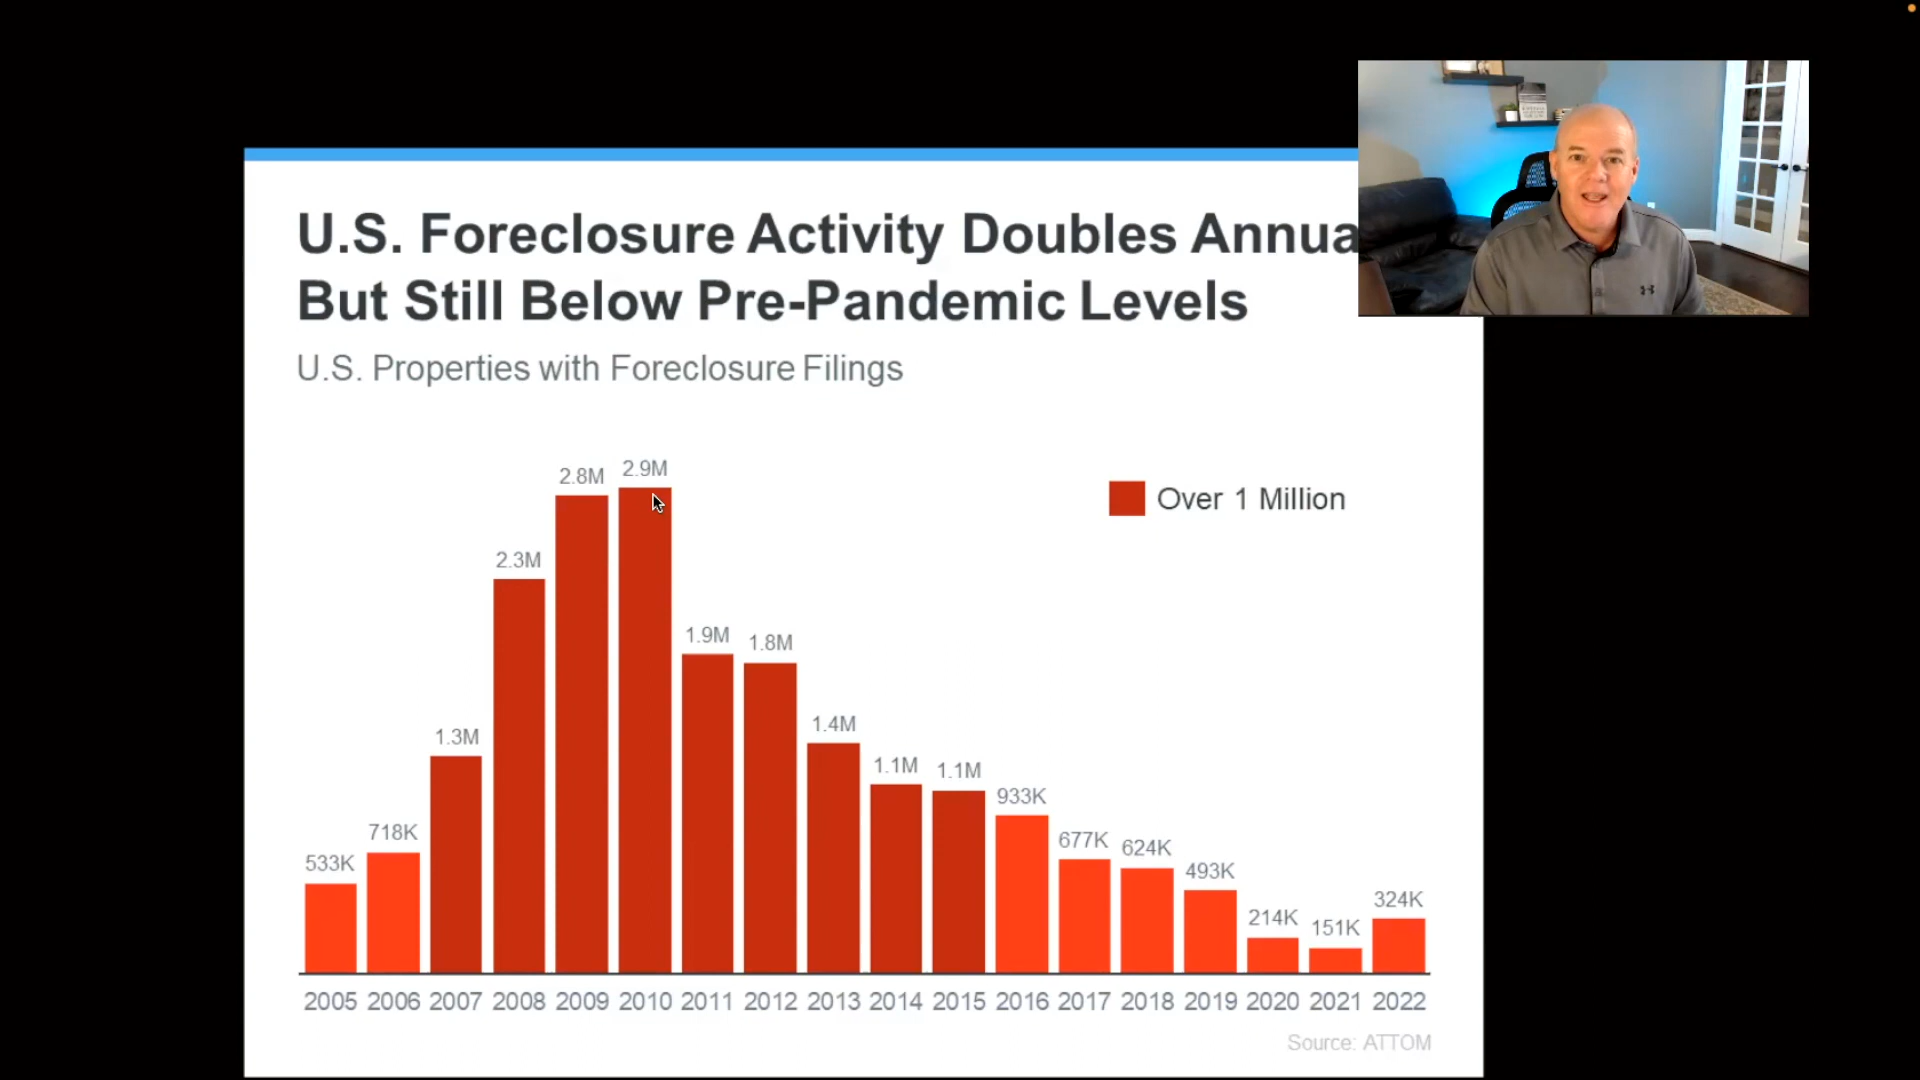 U.S. Foreclosure Activity Doubles Annua
But Still Below Pre-Pandemic Levels
U.S. Properties with Foreclosure Filings
Over 1 Million
533K
718K
1.3M
2.3M
2.8M
2.9M
1.9M
1.8M
1.4M
1.1M
1.1M
933K
677K
624K
493K
214K
151K
324K
2005 2006 2007 2008 2009 2010 2011 2012 2013 2014 2015 2016 2017 2018 2019 2020 2021 2022
Source: ATTOM